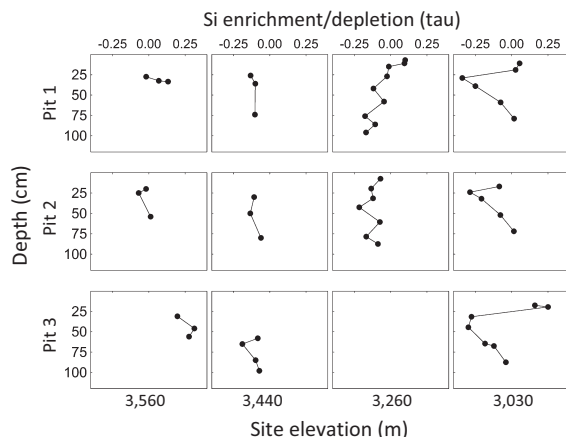 Si enrichment/depletion (tau)
-0.25 0.00 0.25 -0.25 0.00 0.25 -0.25 0.00 0.25 -0.25 0.00 0.25
Pit 1
25
50
75
100
Depth (cm)
Pit 2
25
50
75
100
Pit 3
25
50
75
100
3,560 3,440 3,260 3,030
Site elevation (m)